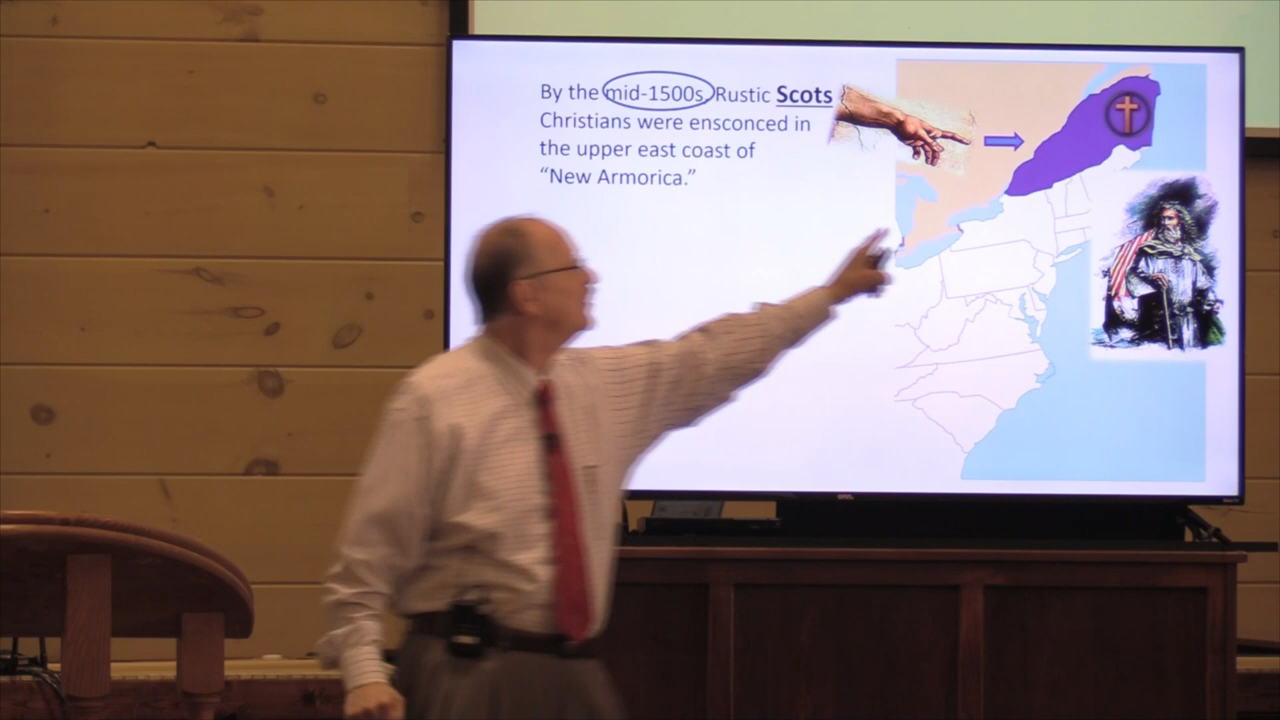 By the mid-1500s Rustic Scots
Christians were ensconced in
the upper east coast of
“New Armorica.”